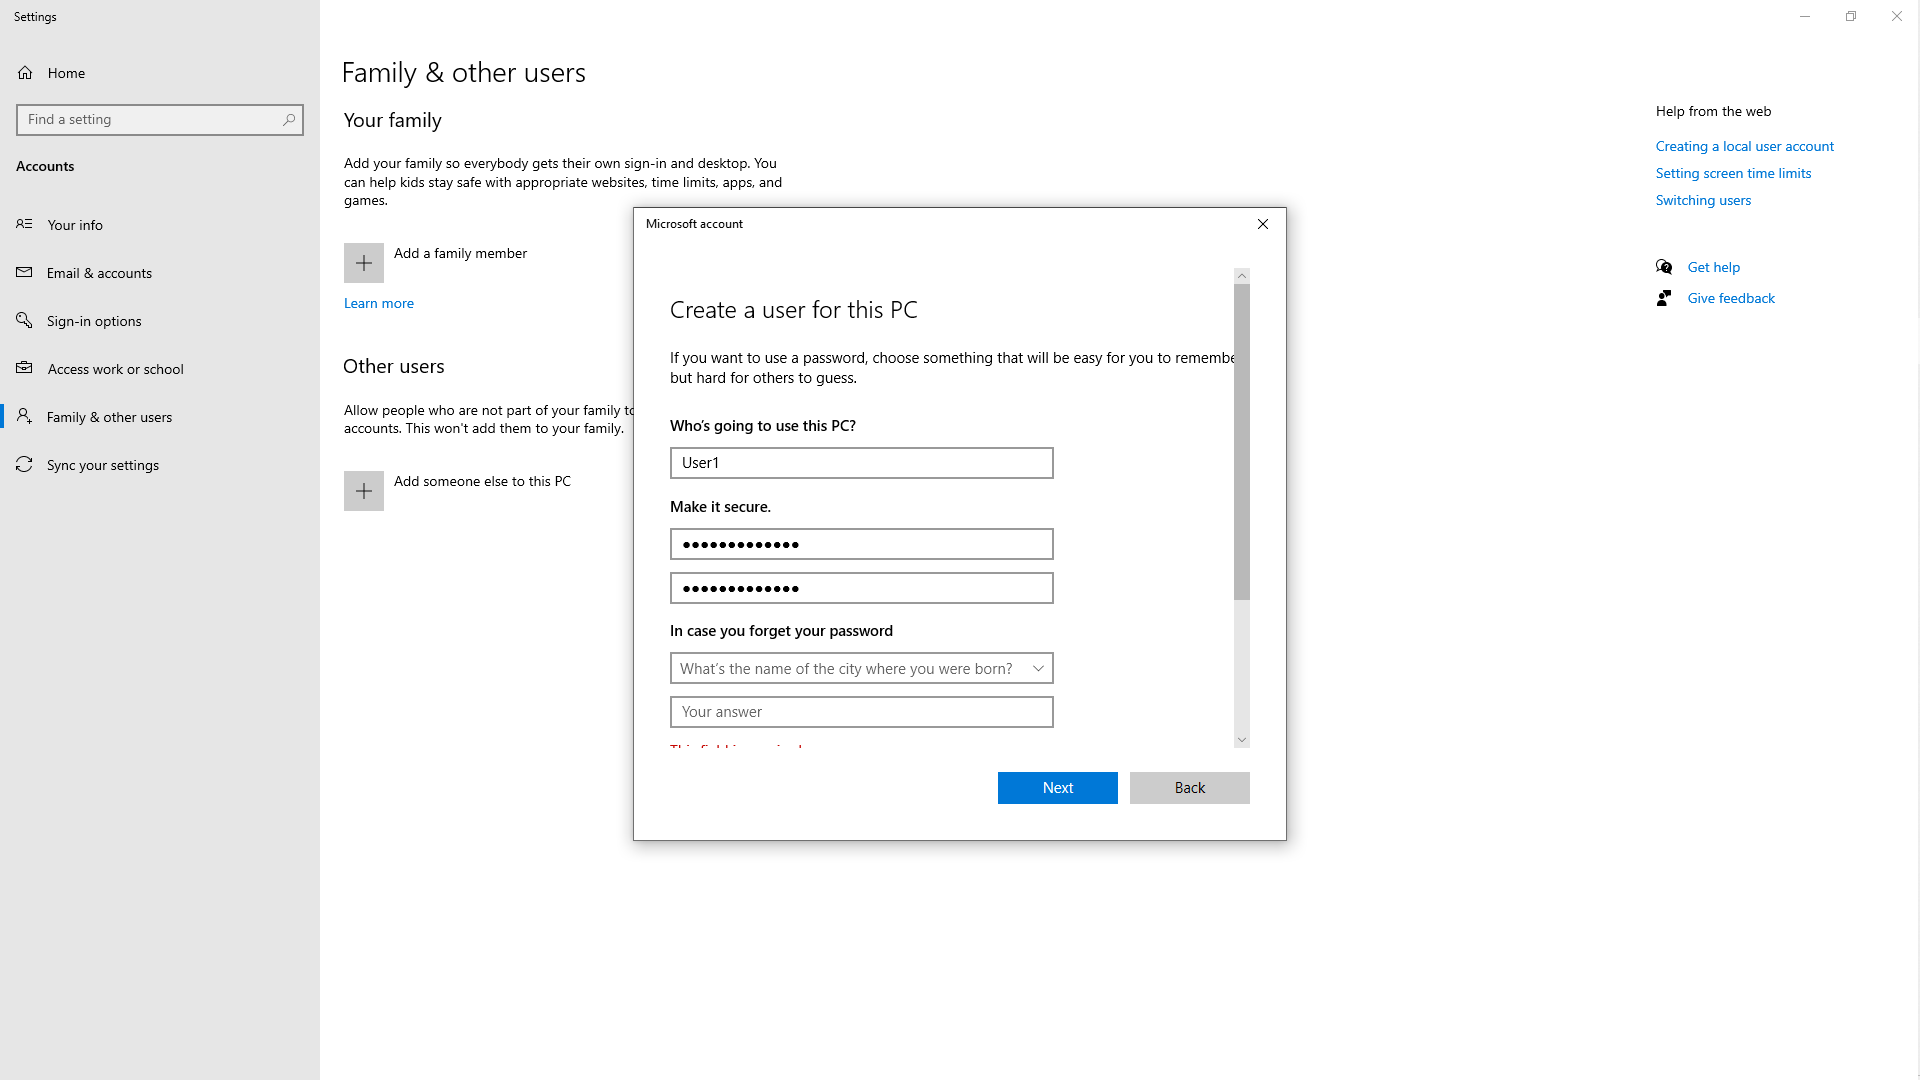 Settings
Home
Find a setting
Accounts
Your info
Email & accounts
Sign-in options
Access work or school
Family & other users
Sync your settings
Family & other users
Your family
Add your family so everybody gets their own sign-in and desktop. You
can help kids stay safe with appropriate websites, time limits, apps, and
games.
Add a family member
Learn more
Other users
Allow people who are not part of your family to
accounts. This won't add them to your family.
Add someone else to this PC
Microsoft account
Create a user for this PC
If you want to use a password, choose something that will be easy for you to remembe
but hard for others to guess.
Who's going to use this PC?
User1
Make it secure.
●●●●●●●●●●●●●
●●●●●●●●●●●●●
In case you forget your password
What's the name of the city where you were born?
Your answer
Next
Back
Help from the web
Creating a local user account
Setting screen time limits
Switching users
Get help
Give feedback